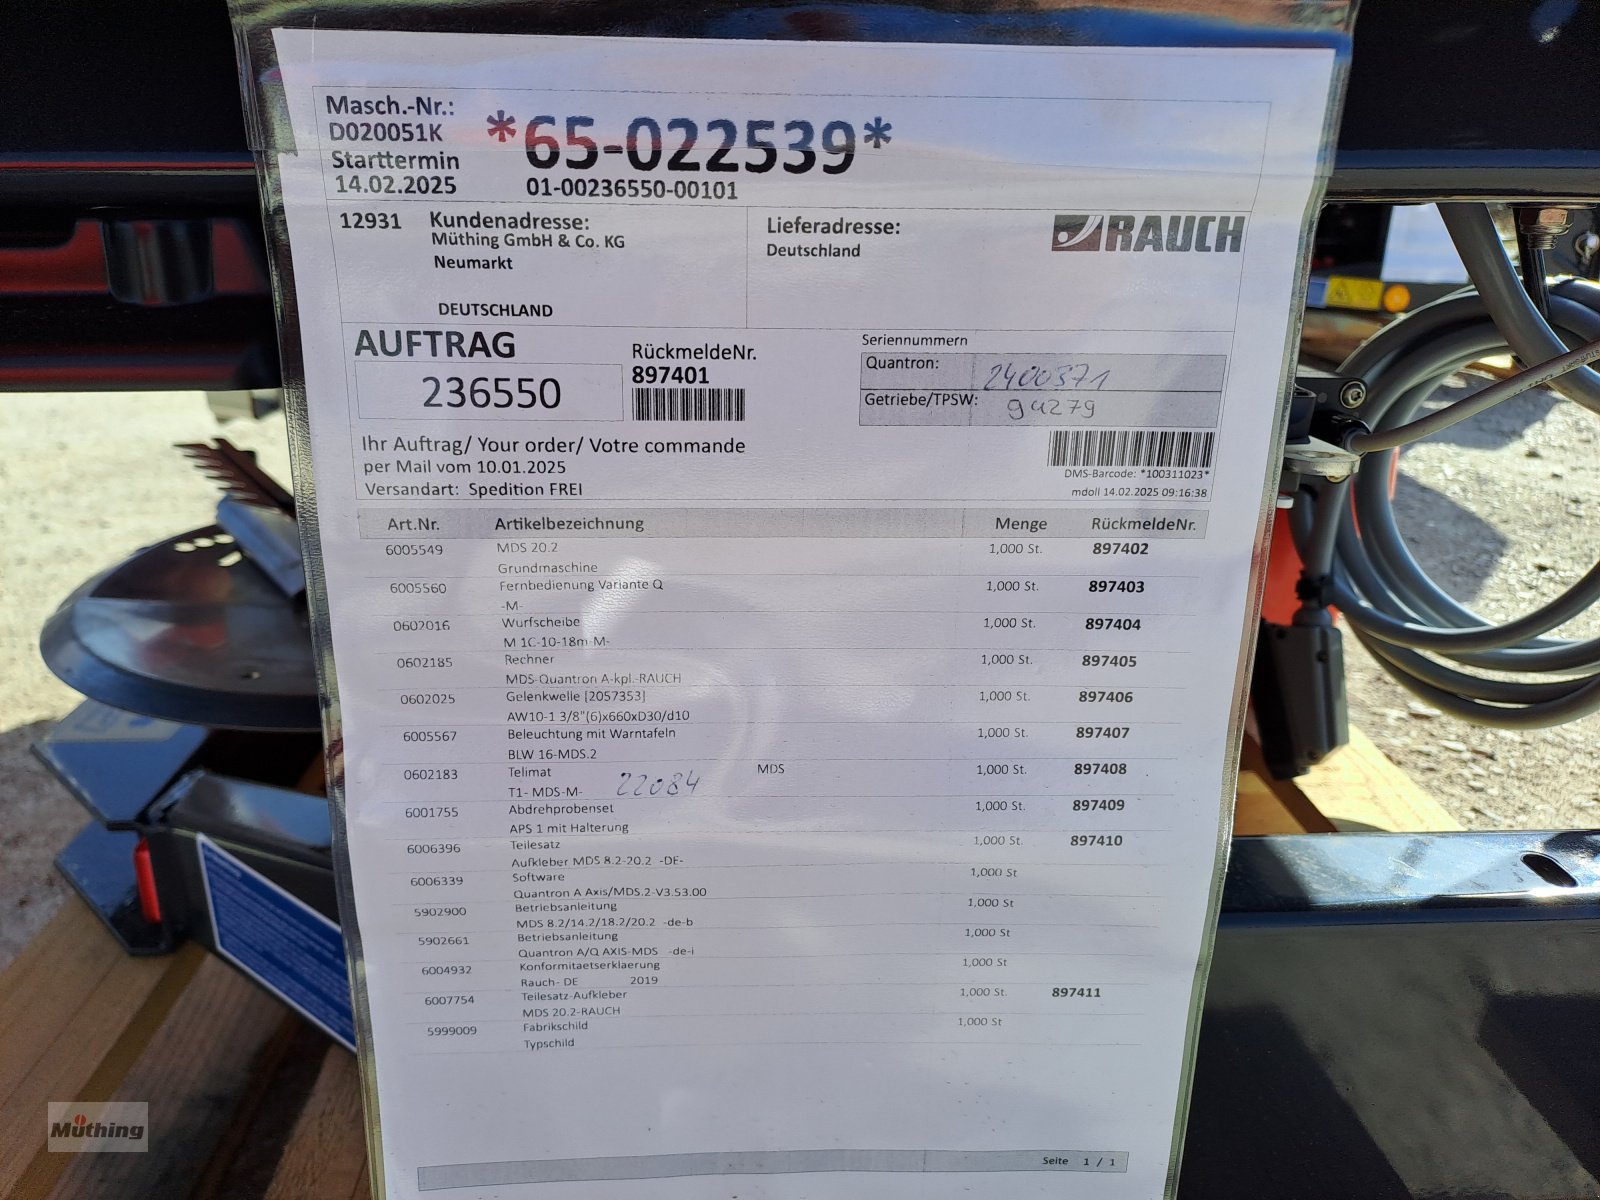 Masch.-Nr.:
D020051K
Starttermin
14.02.2025
*65-022539*
01-00236550-00101
12931 Kundenadresse:
Müthing GmbH & Co. KG
Neumarkt
DEUTSCHLAND
Lieferadresse:
Deutschland
RAUCH
AUFTRAG
236550
RückmeldeNr.
897401
Seriennummern
Quantron: 2400371
Getriebe/TPSW: 94279
Ihr Auftrag/ Your order/ Votre commande
per Mail vom 10.01.2025
Versandart: Spedition FREI
DMS-Barcode: *100311023*
mdoll 14.02.2025 09:16:38
Art.Nr. Artikelbezeichnung Menge RückmeldeNr.
6005549 MDS 20.2 1,000 St. 897402
Grundmaschine
6005560 Fernbedienung Variante Q 1,000 St. 897403
-M-
0602016 Wurfscheibe 1,000 St. 897404
M 1C-10-18m-M-
0602185 Rechner 1,000 St. 897405
MDS-Quantron A-kpl.-RAUCH
0602025 Gelenkwelle [2057353] 1,000 St. 897406
AW10-1 3/8"(6)x660xD30/d10
6005567 Beleuchtung mit Warntafeln 1,000 St. 897407
BLW 16-MDS.2
0602183 Telimat MDS 1,000 St. 897408
T1- MDS-M- 22084
6001755 Abdrehprobenset 1,000 St. 897409
APS 1 mit Halterung
6006396 Teilesatz 1,000 St. 897410
Aufkleber MDS 8.2-20.2 -DE-
6006339 Software 1,000 St
Quantron A Axis/MDS.2-V3.53.00
5902900 Betriebsanleitung 1,000 St
MDS 8.2/14.2/18.2/20.2 -de-b
5902661 Betriebsanleitung 1,000 St
Quantron A/Q AXIS-MDS -de-i
6004932 Konformitaetserklaerung 1,000 St
Rauch- DE 2019
6007754 Teilesatz-Aufkleber 1,000 St. 897411
MDS 20.2-RAUCH
5999009 Fabrikschild 1,000 St
Typschild
Seite 1 / 1
Müthing